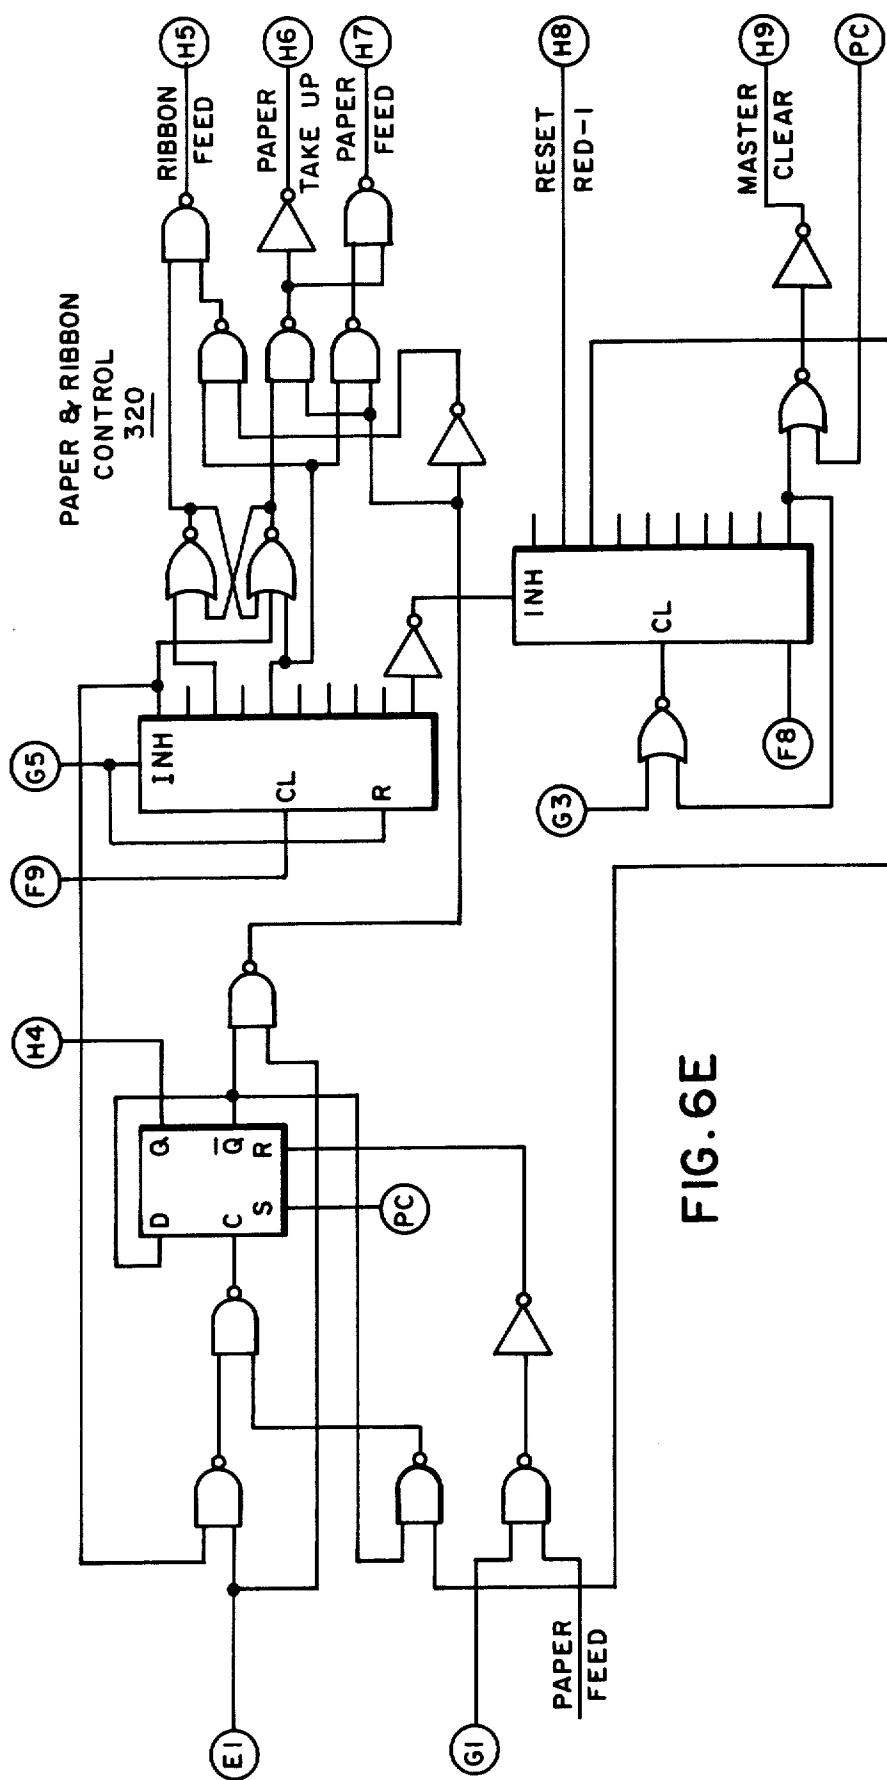 PAPER & RIBBON
CONTROL
320
RIBBON
FEED
H5
PAPER
TAKE UP
H6
PAPER
FEED
H7
RESET
RED-1
H8
MASTER
CLEAR
H9
PC
G5
F9
INH
CL
R
H4
D
Q
C
Q̅
S
R
PC
INH
CL
G3
F8
E1
G1
PAPER
FEED
FIG. 6E